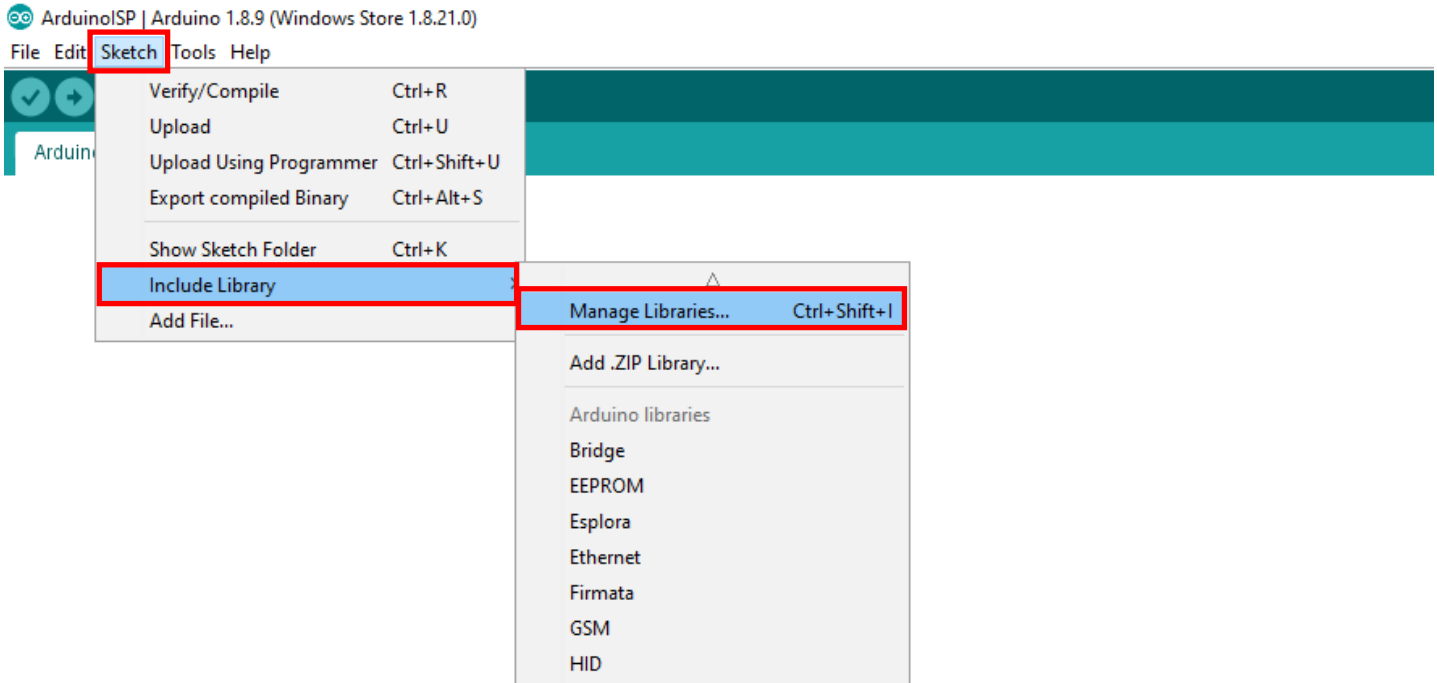 ArduinoISP | Arduino 1.8.9 (Windows Store 1.8.21.0)
File Edit Sketch Tools Help
Verify/Compile Ctrl+R
Upload Ctrl+U
Arduin
Upload Using Programmer Ctrl+Shift+U
Export compiled Binary Ctrl+Alt+S
Show Sketch Folder Ctrl+K
Include Library
Add File...
Manage Libraries... Ctrl+Shift+I
Add .ZIP Library...
Arduino libraries
Bridge
EEPROM
Esplora
Ethernet
Firmata
GSM
HID